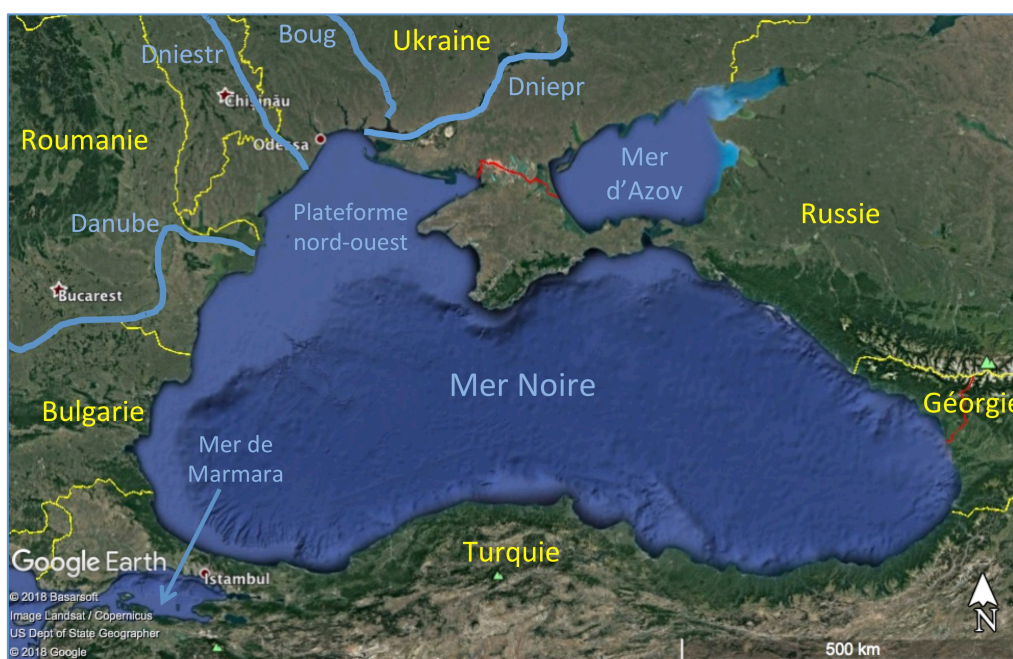 Boug
Ukraine
Dniestr
Dniepr
Chişinău
Roumanie
Odessa
Mer
d’Azov
Plateforme
nord-ouest
Russie
Danube
Bucarest
Mer Noire
Bulgarie
Géorgie
Mer de
Marmara
Turquie
Google Earth
Istambul
© 2018 Basarsoft
Image Landsat / Copernicus
US Dept of State Geographer
© 2018 Google
N
500 km